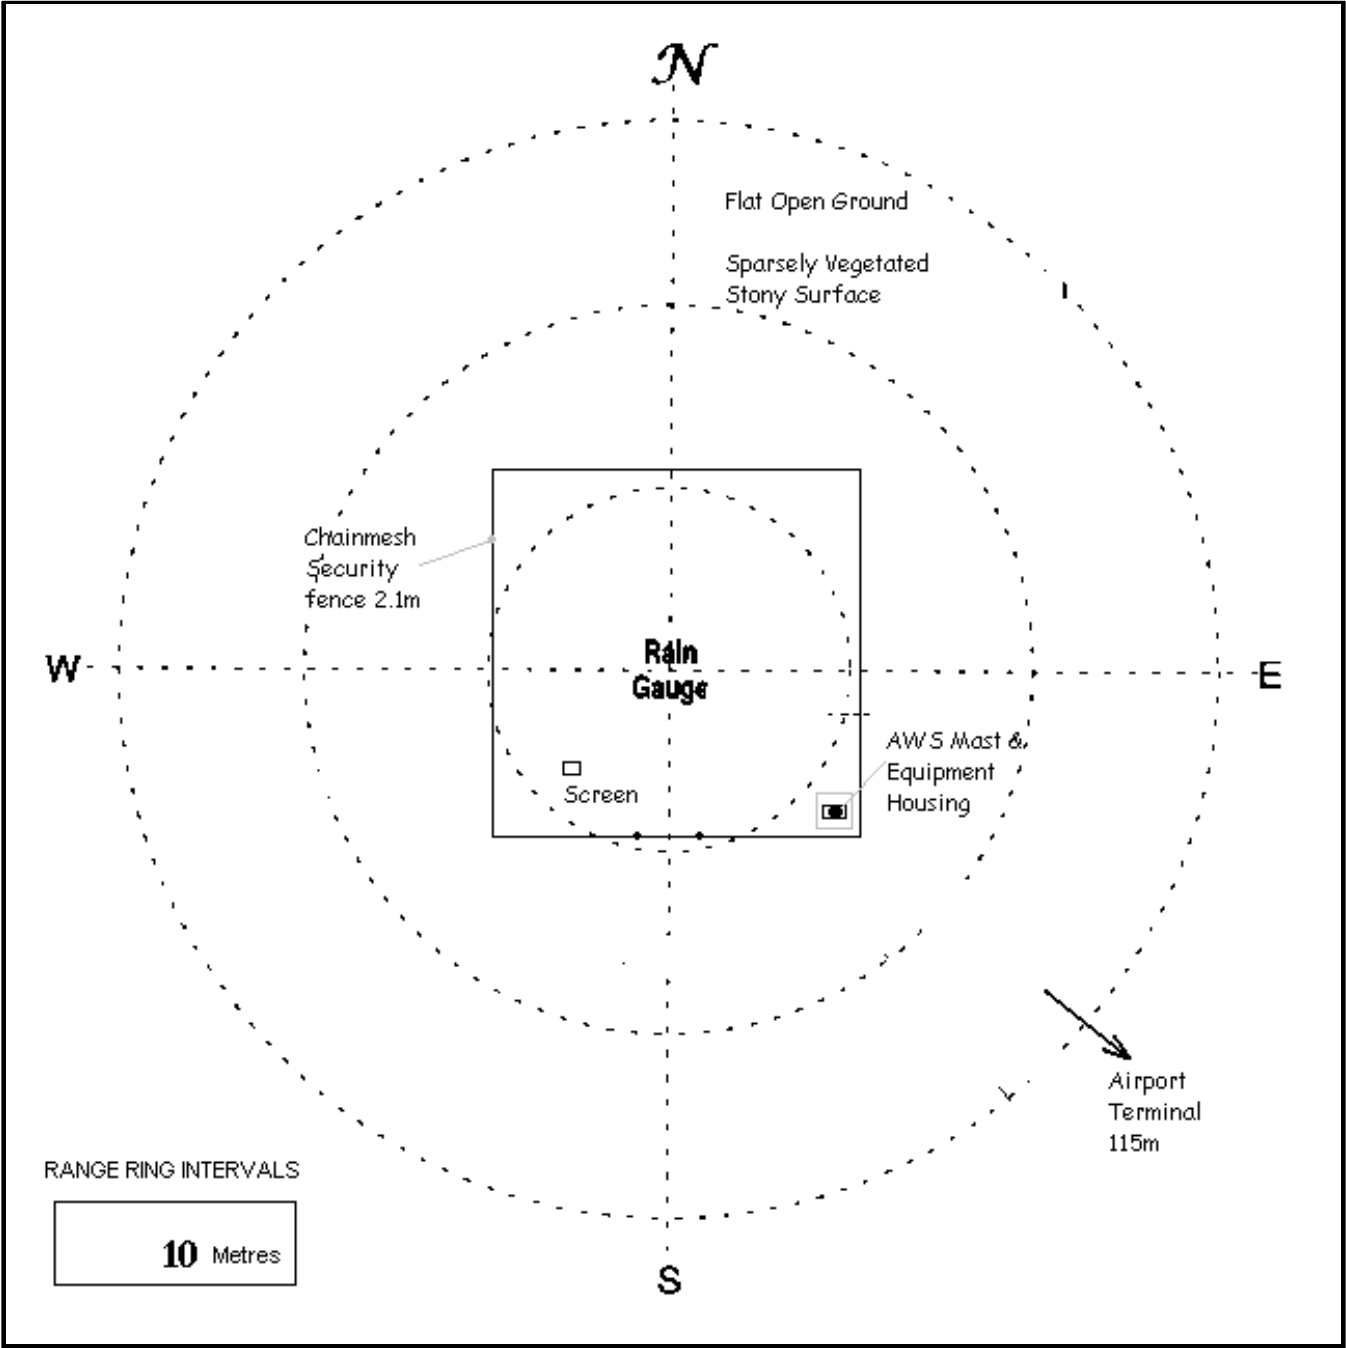 N
Flat Open Ground
Sparsely Vegetated
Stony Surface
Chainmesh
Security
fence 2.1m
W
Rain
Gauge
E
AWS Mast &
Equipment
Housing
Screen
Airport
Terminal
115m
RANGE RING INTERVALS
10 Metres
S